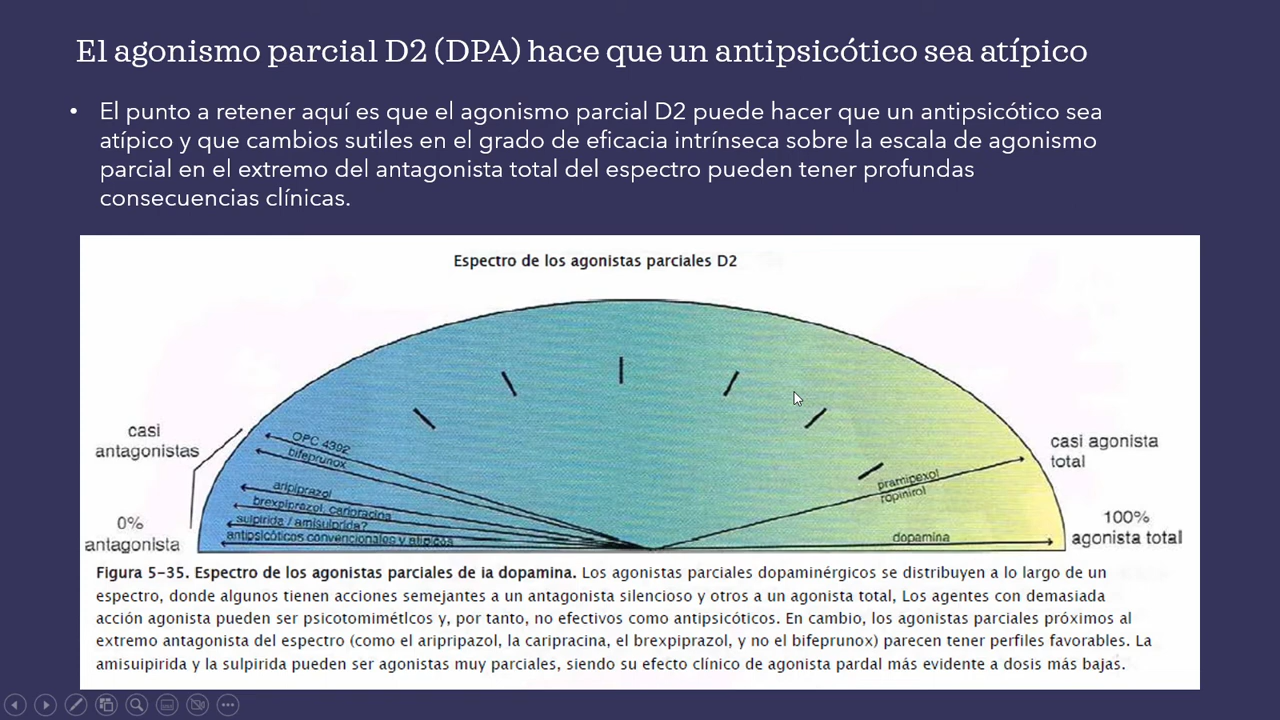 El agonismo parcial D2 (DPA) hace que un antipsicótico sea atípico
• El punto a retener aquí es que el agonismo parcial D2 puede hacer que un antipsicótico sea
atípico y que cambios sutiles en el grado de eficacia intrínseca sobre la escala de agonismo
parcial en el extremo del antagonista total del espectro pueden tener profundas
consecuencias clínicas.
Espectro de los agonistas parciales D2
casi
antagonistas
0%
antagonista
OPC 4392
bifeprunox
aripiprazol
brexpiprazol, caripracina
sulpirida / amisulprida?
antipsicóticos convencionales y atípicos
pramipexol
ropinirol
dopamina
casi agonista
total
100%
agonista total
Figura 5-35. Espectro de los agonistas parciales de ia dopamina. Los agonistas parciales dopaminérgicos se distribuyen a lo largo de un
espectro, donde algunos tienen acciones semejantes a un antagonista silencioso y otros a un agonista total, Los agentes con demasiada
acción agonista pueden ser psicotomimétlcos y, por tanto, no efectivos como antipsicóticos. En cambio, los agonistas parciales próximos al
extremo antagonista del espectro (como el aripripazol, la caripracina, el brexpiprazol, y no el bifeprunox) parecen tener perfiles favorables. La
amisuipirida y la sulpirida pueden ser agonistas muy parciales, siendo su efecto clínico de agonista pardal más evidente a dosis más bajas.